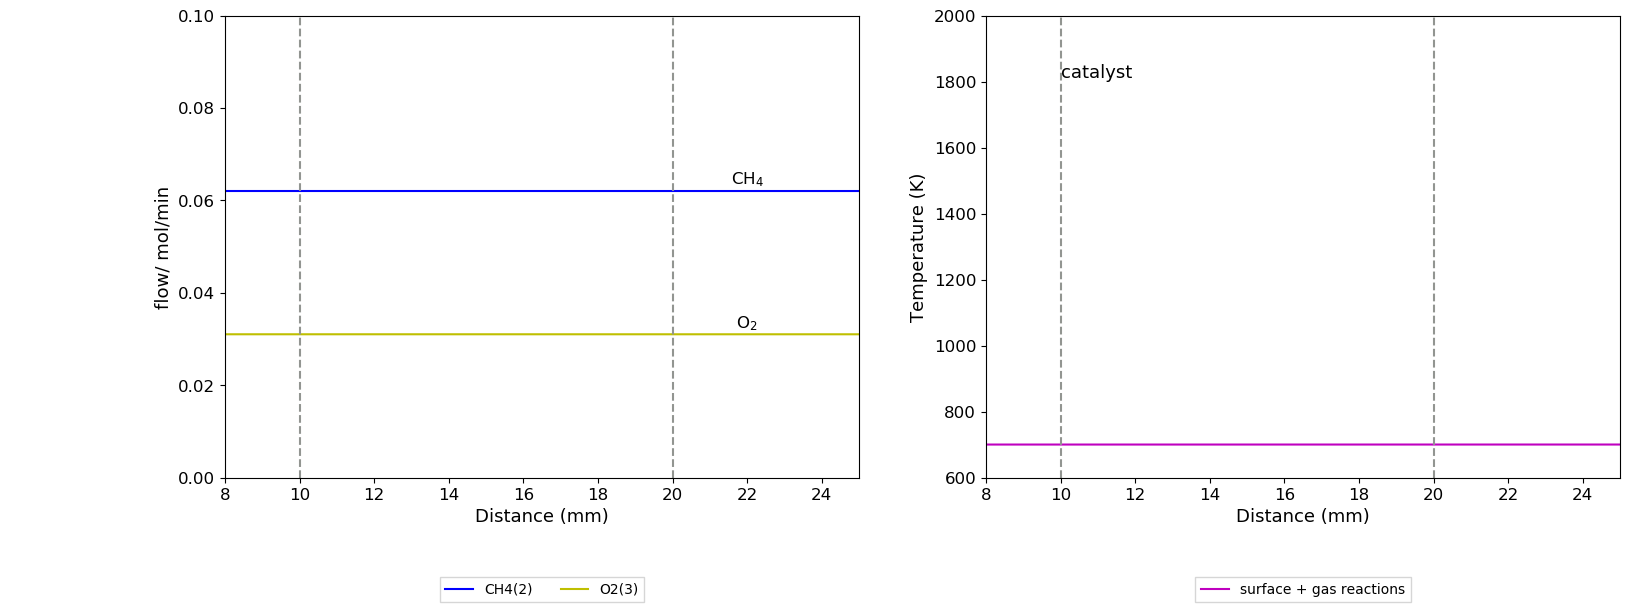 0.10
0.08
0.06
0.04
0.02
0.00
flow/ mol/min
CH₄
O₂
8 10 12 14 16 18 20 22 24
Distance (mm)
CH4(2) O2(3)
2000
1800
1600
1400
1200
1000
800
600
Temperature (K)
catalyst
8 10 12 14 16 18 20 22 24
Distance (mm)
surface + gas reactions